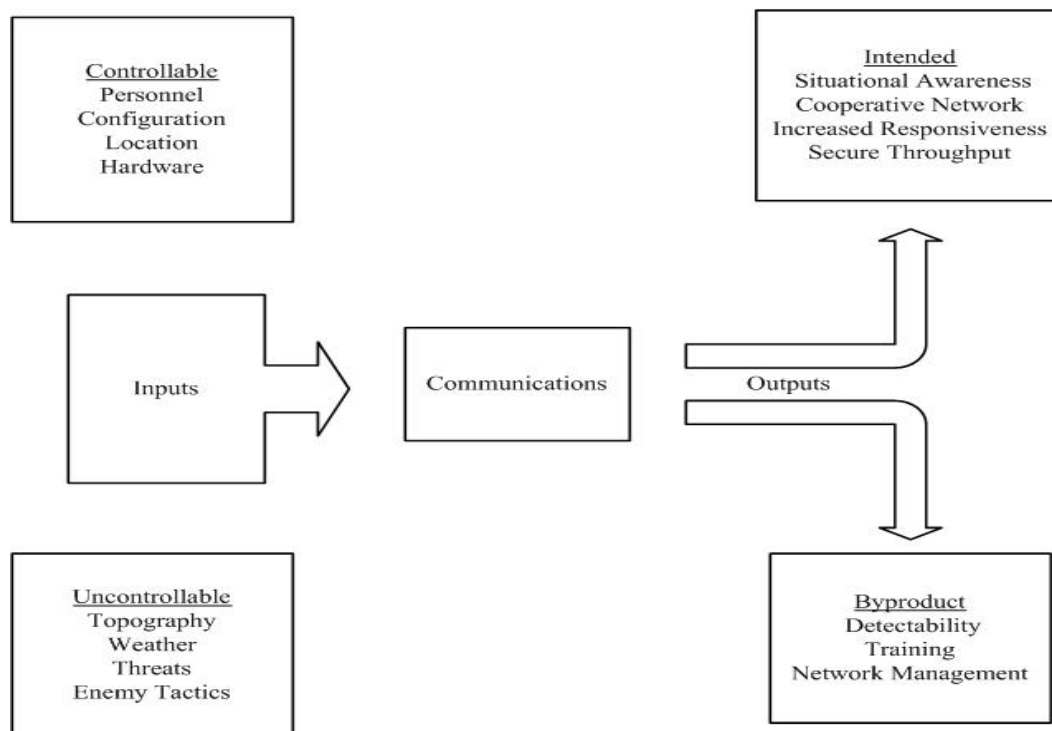 Controllable
Personnel
Configuration
Location
Hardware
Intended
Situational Awareness
Cooperative Network
Increased Responsiveness
Secure Throughput
Inputs
Communications
Outputs
Uncontrollable
Topography
Weather
Threats
Enemy Tactics
Byproduct
Detectability
Training
Network Management